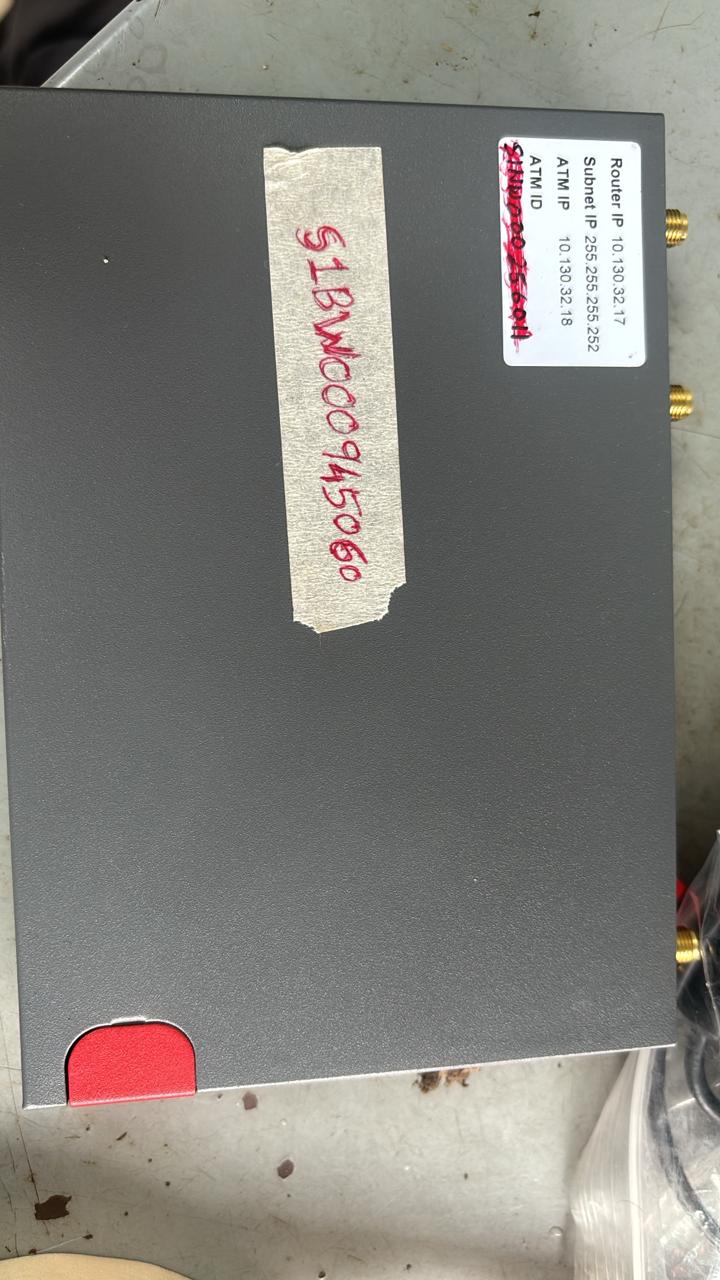 Router IP 10.130.32.17
Subnet IP 255.255.255.252
ATM IP 10.130.32.18
ATM ID
S1BW000945060